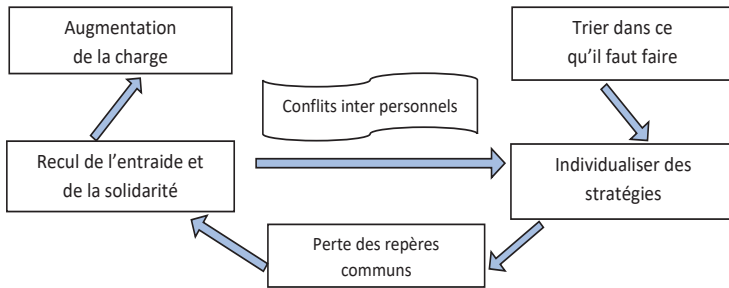 Augmentation
de la charge
Trier dans ce
qu'il faut faire
Conflits inter personnels
Recul de l'entraide et
de la solidarité
Individualiser des
stratégies
Perte des repères
communs